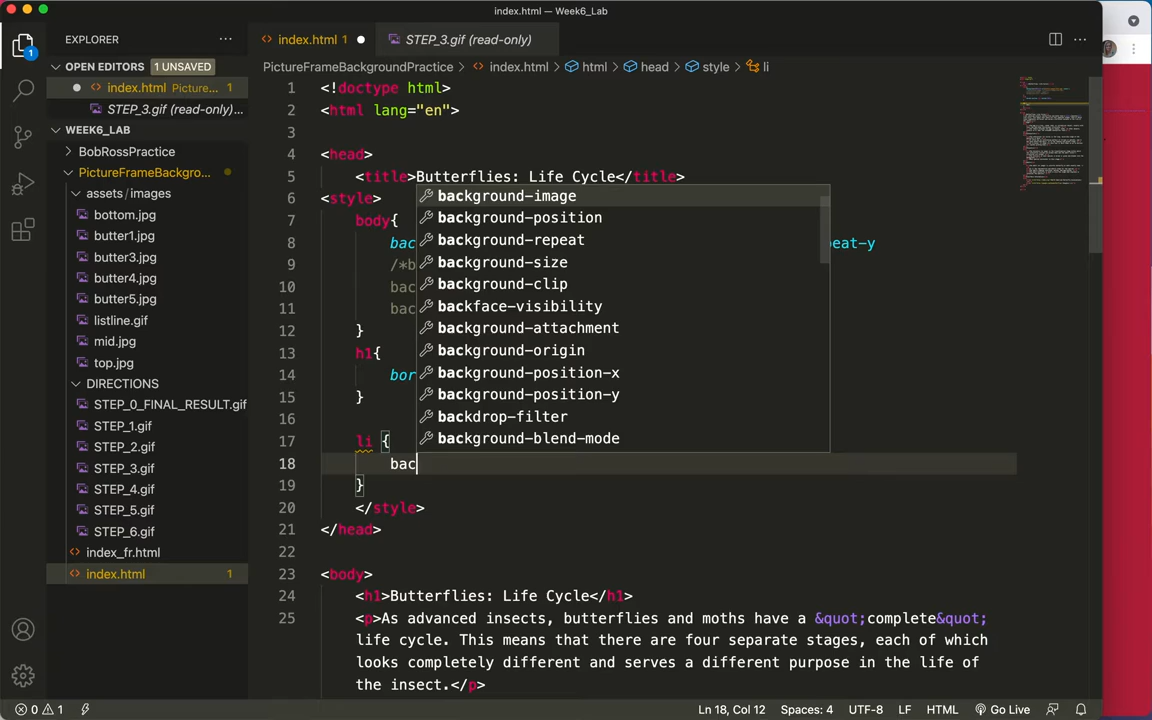 index.html — Week6_Lab
EXPLORER
index.html 1
STEP_3.gif (read-only)
OPEN EDITORS 1 UNSAVED
PictureFrameBackgroundPractice > index.html > html > head > style > li
index.html Picture... 1
STEP_3.gif (read-only)...
WEEK6_LAB
BobRossPractice
PictureFrameBackgro...
assets/images
bottom.jpg
butter1.jpg
butter3.jpg
butter4.jpg
butter5.jpg
listline.gif
mid.jpg
top.jpg
DIRECTIONS
STEP_0_FINAL_RESULT.gif
STEP_1.gif
STEP_2.gif
STEP_3.gif
STEP_4.gif
STEP_5.gif
STEP_6.gif
index_fr.html
index.html 1
1 <!doctype html>
2 <html lang="en">
3
4 <head>
5 <title>Butterflies: Life Cycle</title>
6 <style>
7 body{
8 bac peat-y
9 /*b
10 bac
11 bac
12 }
13 h1{
14 bor
15 }
16
17 li {
18 bac
19 }
20 </style>
21 </head>
22
23 <body>
24 <h1>Butterflies: Life Cycle</h1>
25 <p>As advanced insects, butterflies and moths have a &quot;complete&quot;
life cycle. This means that there are four separate stages, each of which
looks completely different and serves a different purpose in the life of
the insect.</p>
background-image
background-position
background-repeat
background-size
background-clip
backface-visibility
background-attachment
background-origin
background-position-x
background-position-y
backdrop-filter
background-blend-mode
1
0 1
Ln 18, Col 12 Spaces: 4 UTF-8 LF HTML Go Live